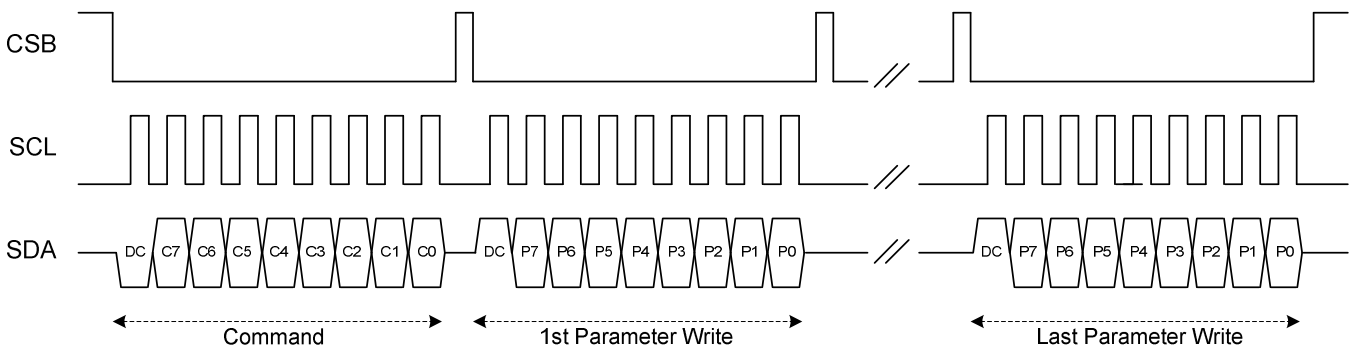 CSB
SCL
SDA
DC C7 C6 C5 C4 C3 C2 C1 C0 DC P7 P6 P5 P4 P3 P2 P1 P0 DC P7 P6 P5 P4 P3 P2 P1 P0
Command 1st Parameter Write Last Parameter Write